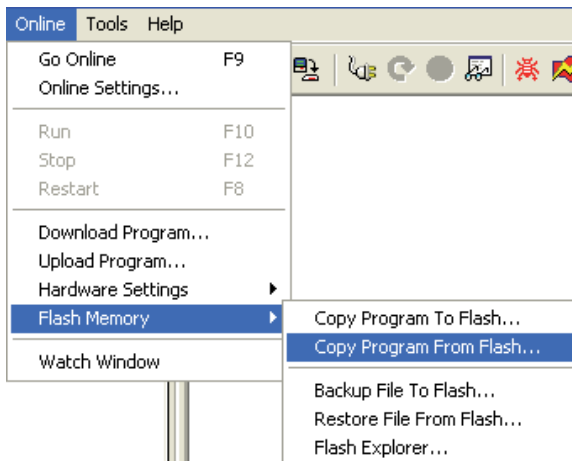 Online Tools Help
Go Online F9
Online Settings...
Run F10
Stop F12
Restart F8
Download Program...
Upload Program...
Hardware Settings
Flash Memory
Watch Window
Copy Program To Flash...
Copy Program From Flash...
Backup File To Flash...
Restore File From Flash...
Flash Explorer...